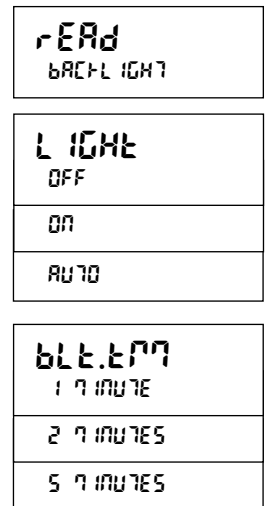 rEAd
BACKLIGHT
LIGHt
OFF
ON
AUTO
bLt.tM
1 MINUTE
2 MINUTES
5 MINUTES